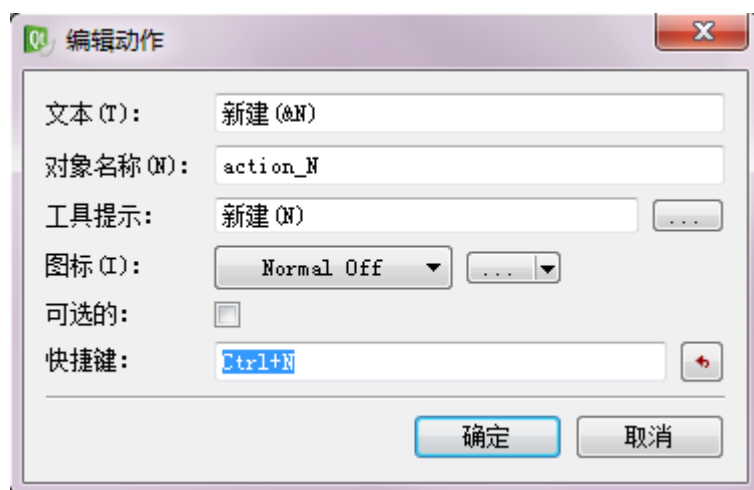 编辑动作
文本(T): 新建(&N)
对象名称(N): action_N
工具提示: 新建(N) ...
图标(I): Normal Off ...
可选的:
快捷键: Ctrl+N
确定 取消